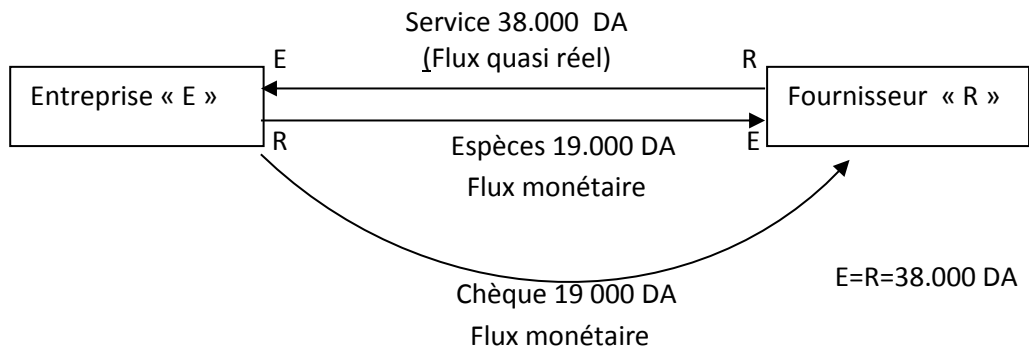 Service 38.000 DA
(Flux quasi réel)
E
R
Entreprise « E »
Fournisseur « R »
R
Espèces 19.000 DA
E
Flux monétaire
E=R=38.000 DA
Chèque 19 000 DA
Flux monétaire